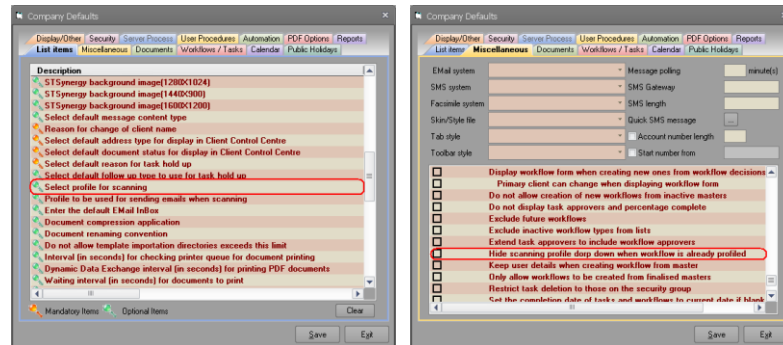 Company Defaults
Display/Other Security Server Process User Procedures Automation PDF Options Reports
List items Miscellaneous Documents Workflows / Tasks Calendar Public Holidays
Description
STSynergy background image(1280X1024)
STSynergy background image(1440X900)
STSynergy background image(1600X1200)
Select default message content type
Reason for change of client name
Select default address type for display in Client Control Centre
Select default document status for display in Client Control Centre
Select default reason for task hold up
Select default follow up type to use for task hold up
Select profile for scanning
Profile to be used for sending emails when scanning
Enter the default EMail InBox
Document compression application
Document renaming convention
Do not allow template importation directories exceeds this limit
Interval (in seconds) for checking printer queue for document printing
Dynamic Data Exchange interval (in seconds) for printing PDF documents
Waiting interval (in seconds) for documents to print
Mandatory Items Optional Items Clear
Save Exit
Company Defaults
Display/Other Security Server Process User Procedures Automation PDF Options Reports
List items Miscellaneous Documents Workflows / Tasks Calendar Public Holidays
EMail system Message polling minute(s)
SMS system SMS Gateway
Facsimile system SMS length
Skin/Style file Quick SMS message ...
Tab style Account number length
Toolbar style Start number from
Display workflow form when creating new ones from workflow decisions
Primary client can change when displaying workflow form
Do not allow creation of new workflows from inactive masters
Do not display task approvers and percentage complete
Exclude future workflows
Exclude inactive workflow types from lists
Extend task approvers to include workflow approvers
Hide scanning profile dorp down when workflow is already profiled
Keep user details when creating workflow from master
Only allow workflows to be created from finalised masters
Restrict task deletion to those on the security group
Set the completion date of tasks and workflows to current date if blank
Save Exit